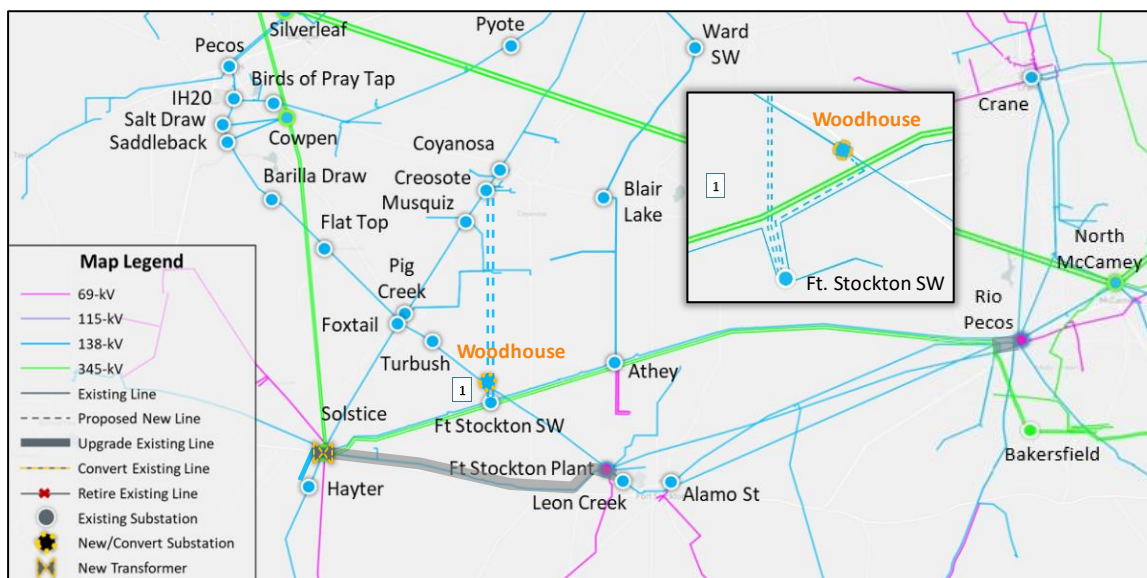 Silverleaf
Pyote
Ward
SW
Pecos
Birds of Pray Tap
IH20
Salt Draw
Saddleback
Cowpen
Crane
Coyanosa
Creosote
Musquiz
Barilla Draw
Blair
Lake
Flat Top
Woodhouse
1
Ft. Stockton SW
North
McCamey
Pig
Creek
Rio
Pecos
Foxtail
Turbush
Woodhouse
1
Athey
Ft Stockton SW
Solstice
Ft Stockton Plant
Bakersfield
Hayter
Leon Creek
Alamo St
Map Legend
69-kV
115-kV
138-kV
345-kV
Existing Line
Proposed New Line
Upgrade Existing Line
Convert Existing Line
Retire Existing Line
Existing Substation
New/Convert Substation
New Transformer